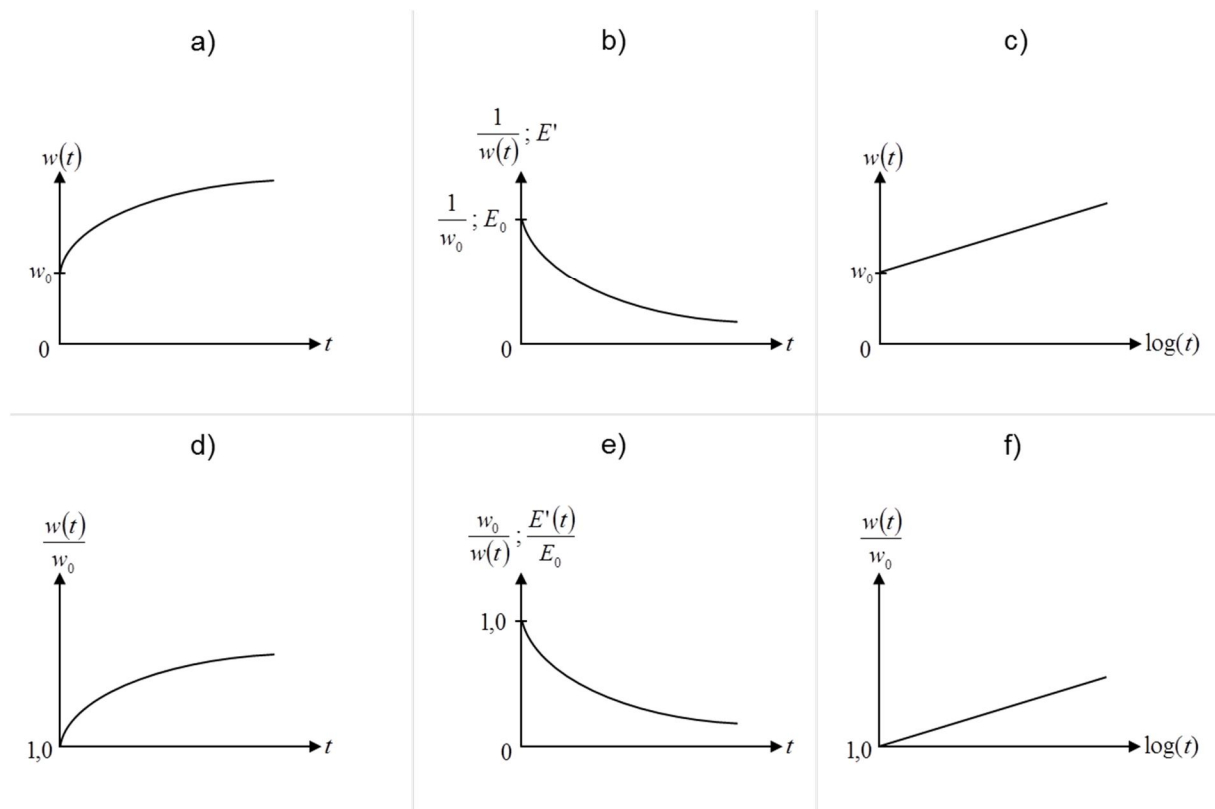 a)
w(t)
w₀
0
t
b)
1/w(t) ; E'
1/w₀ ; E₀
0
t
c)
w(t)
w₀
0
log(t)
d)
w(t)/w₀
1,0
t
e)
w₀/w(t) ; E'(t)/E₀
1,0
0
t
f)
w(t)/w₀
1,0
log(t)